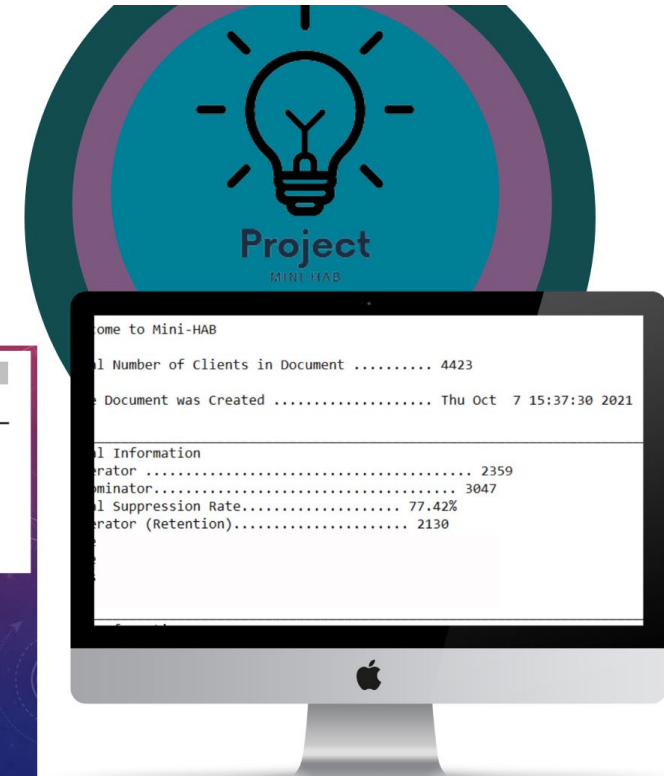 Project
MINI-HAB
ome to Mini-HAB
l Number of Clients in Document .......... 4423
Document was Created .................... Thu Oct 7 15:37:30 2021
l Information
erator ......................................... 2359
ominator...................................... 3047
l Suppression Rate.................... 77.42%
erator (Retention)...................... 2130